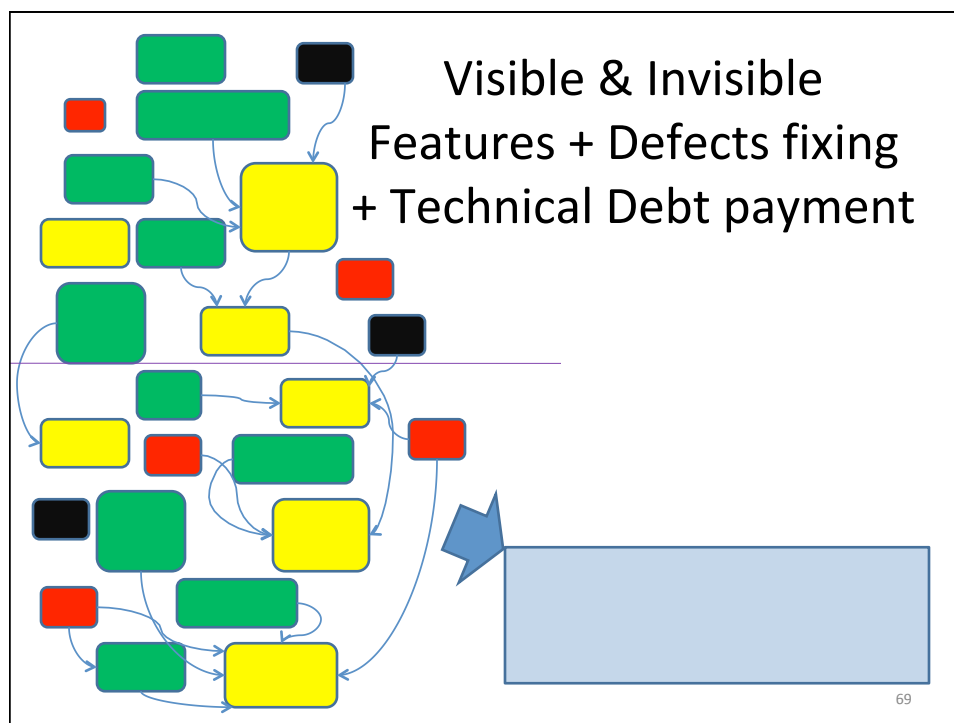 Visible & Invisible
Features + Defects fixing
+ Technical Debt payment
69